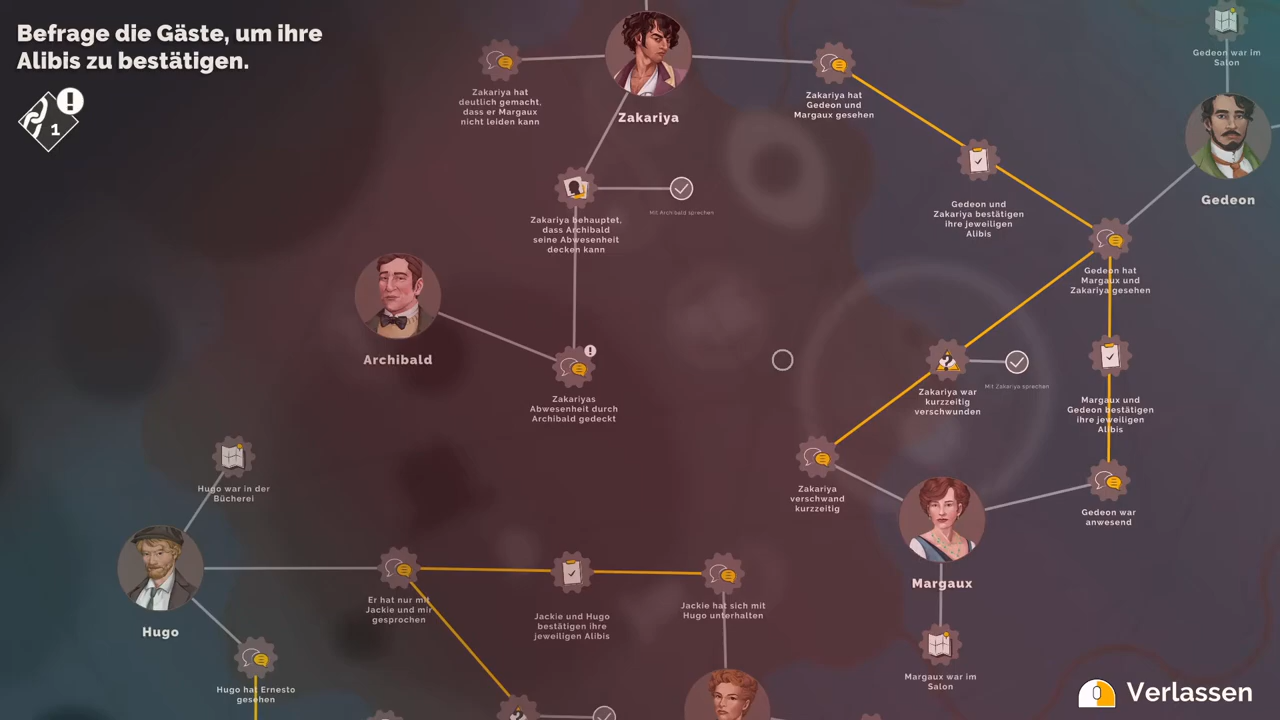 Befrage die Gäste, um ihre
Alibis zu bestätigen.
1
Zakariya hat
deutlich gemacht,
dass er Margaux
nicht leiden kann
Zakariya
Zakariya hat
Gedeon und
Margaux gesehen
Gedeon war im
Salon
Gedeon
Gedeon und
Zakariya bestätigen
ihre jeweiligen
Alibis
Zakariya behauptet,
dass Archibald
seine Abwesenheit
decken kann
Mit Archibald sprechen
Gedeon hat
Margaux und
Zakariya gesehen
Archibald
Zakariyas
Abwesenheit durch
Archibald gedeckt
Zakariya war
kurzzeitig
verschwunden
Mit Zakariya sprechen
Margaux und
Gedeon bestätigen
ihre jeweiligen
Alibis
Hugo war in der
Bücherei
Zakariya
verschwand
kurzzeitig
Gedeon war
anwesend
Margaux
Hugo
Er hat nur mit
Jackie und mir
gesprochen
Jackie und Hugo
bestätigen ihre
jeweiligen Alibis
Jackie hat sich mit
Hugo unterhalten
Margaux war im
Salon
Hugo hat Ernesto
gesehen
Verlassen